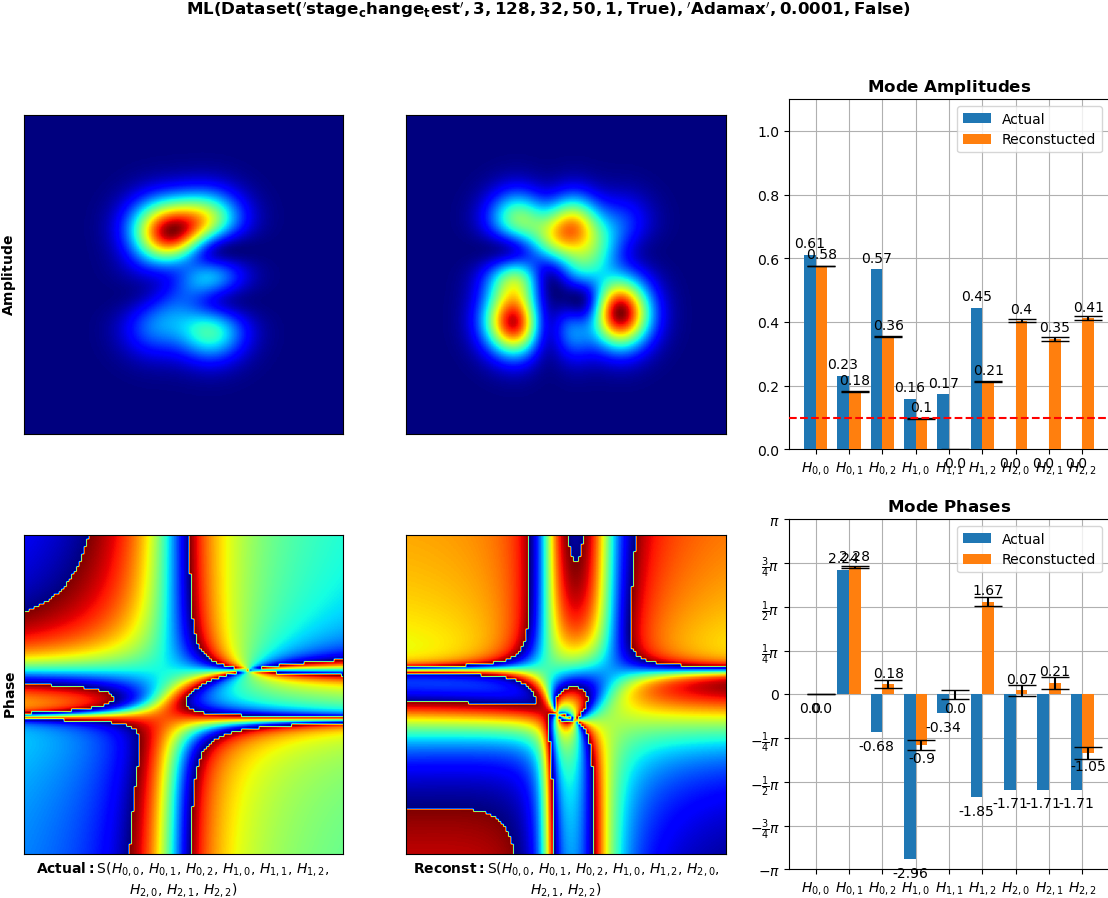 ML(Dataset('stage_change_test', 3, 128, 32, 50, 1, True), 'Adamax', 0.0001, False)
Mode Amplitudes
Amplitude
Actual
Reconstucted
1.0
0.8
0.6
0.4
0.2
0.0
0.61
0.58
0.23
0.18
0.57
0.36
0.16
0.1
0.17
0.0
0.45
0.21
0.0
0.4
0.0
0.35
0.0
0.41
H0,0 H0,1 H0,2 H1,0 H1,1 H1,2 H2,0 H2,1 H2,2
Mode Phases
Phase
Actual
Reconstucted
π
3/4π
1/2π
1/4π
0
−1/4π
−1/2π
−3/4π
−π
0.0
0.0
2.24
2.28
-0.68
0.18
-2.96
-0.9
-0.34
0.0
-1.85
1.67
-1.71
0.07
-1.71
0.21
-1.71
-1.05
H0,0 H0,1 H0,2 H1,0 H1,1 H1,2 H2,0 H2,1 H2,2
Actual: S(H0,0, H0,1, H0,2, H1,0, H1,1, H1,2,
H2,0, H2,1, H2,2)
Reconst: S(H0,0, H0,1, H0,2, H1,0, H1,2, H2,0,
H2,1, H2,2)